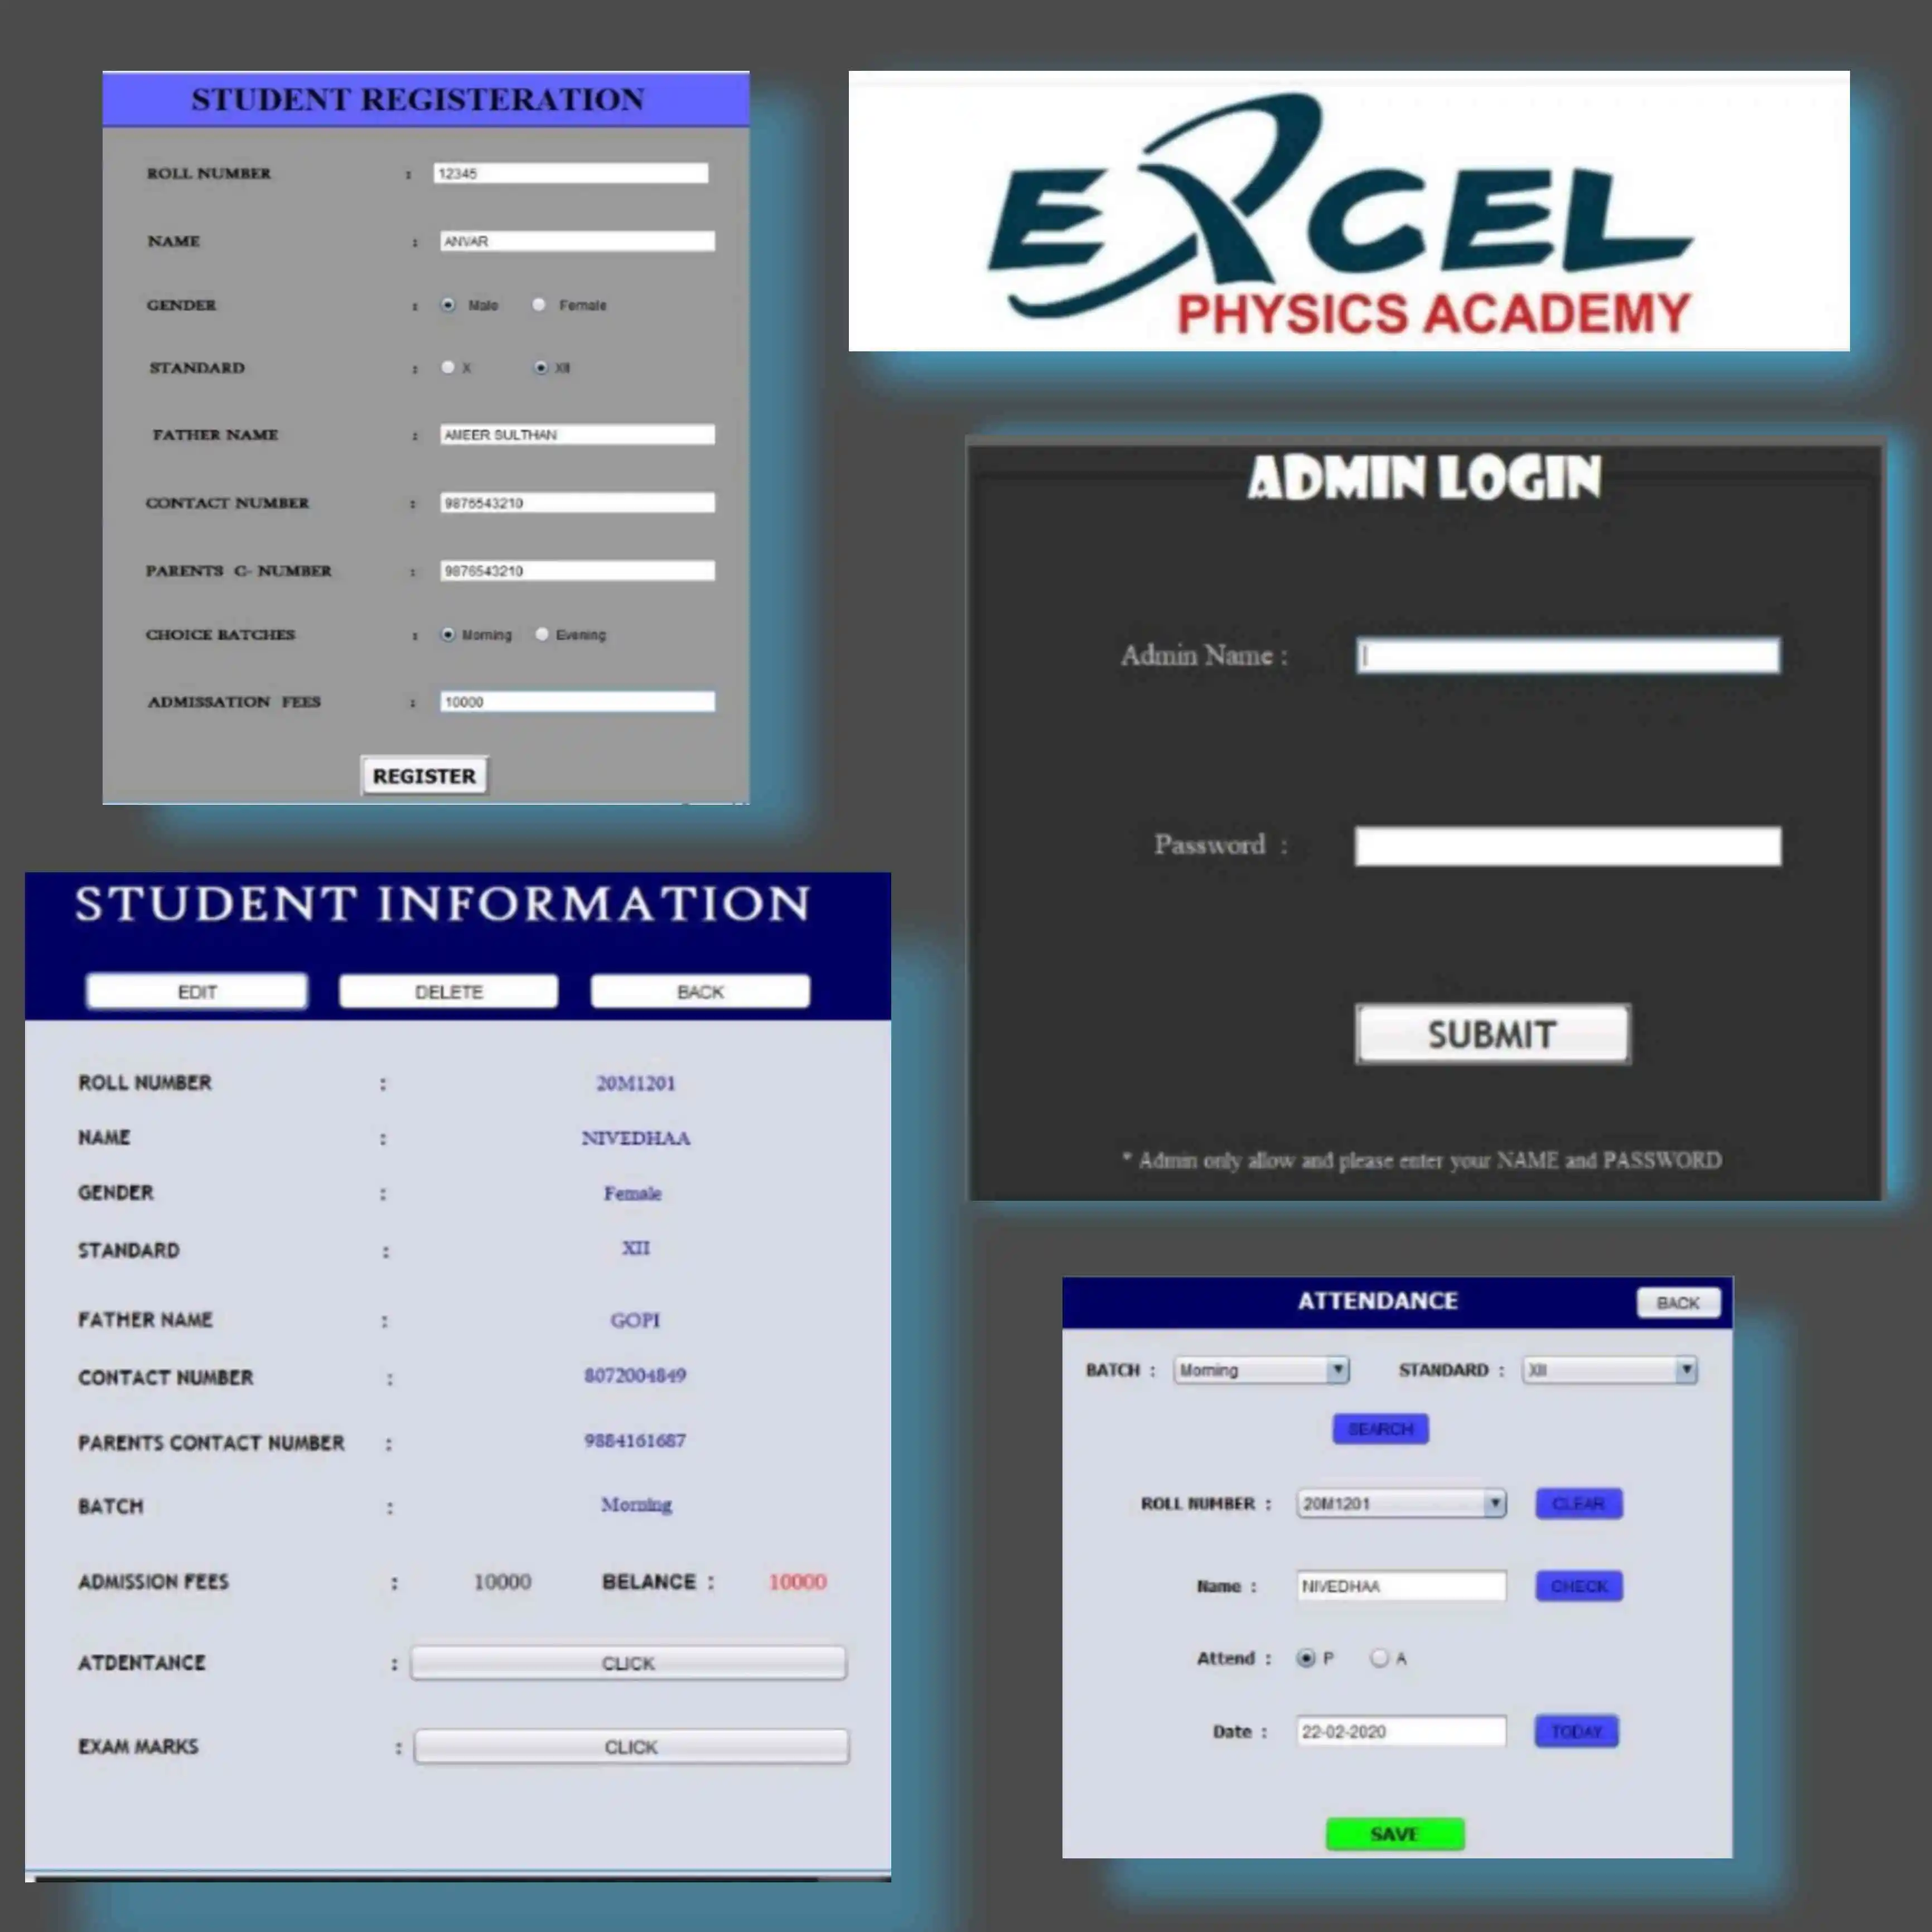 STUDENT REGISTERATION
ROLL NUMBER : 12345
NAME : ANVAR
GENDER : Male Female
STANDARD : X XII
FATHER NAME : AMEER SULTHAN
CONTACT NUMBER : 9876543210
PARENTS C- NUMBER : 9876543210
CHOICE BATCHES : Morning Evening
ADMISSATION FEES : 10000
REGISTER
EXCEL
PHYSICS ACADEMY
ADMIN LOGIN
Admin Name :
Password :
SUBMIT
* Admin only allow and please enter your NAME and PASSWORD
STUDENT INFORMATION
EDIT DELETE BACK
ROLL NUMBER : 20M1201
NAME : NIVEDHAA
GENDER : Female
STANDARD : XII
FATHER NAME : GOPI
CONTACT NUMBER : 8072004849
PARENTS CONTACT NUMBER : 9884161687
BATCH : Morning
ADMISSION FEES : 10000 BELANCE : 10000
ATDENTANCE : CLICK
EXAM MARKS : CLICK
ATTENDANCE BACK
BATCH : Morning STANDARD : XII
SEARCH
ROLL NUMBER : 20M1201 CLEAR
Name : NIVEDHAA CHECK
Attend : P A
Date : 22-02-2020 TODAY
SAVE